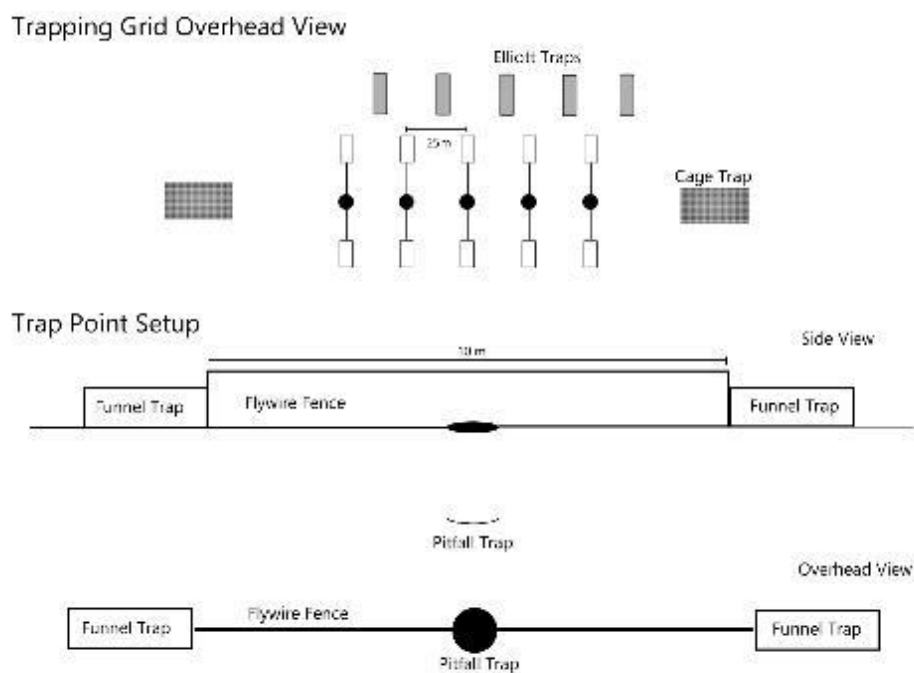 Trapping Grid Overhead View
Elliott Traps
25 m
Cage Trap
Trap Point Setup
Side View
10 m
Funnel Trap
Flywire Fence
Funnel Trap
Pitfall Trap
Overhead View
Funnel Trap
Flywire Fence
Funnel Trap
Pitfall Trap